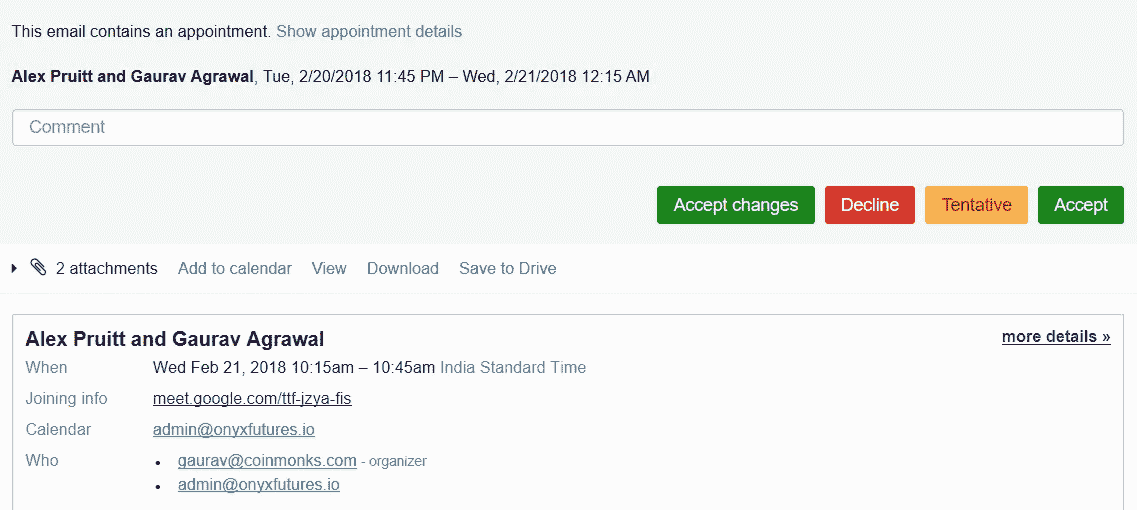 This email contains an appointment. Show appointment details
Alex Pruitt and Gaurav Agrawal, Tue, 2/20/2018 11:45 PM – Wed, 2/21/2018 12:15 AM
Comment
Accept changes Decline Tentative Accept
2 attachments Add to calendar View Download Save to Drive
Alex Pruitt and Gaurav Agrawal more details »
When Wed Feb 21, 2018 10:15am – 10:45am India Standard Time
Joining info meet.google.com/ttf-jzya-fis
Calendar admin@onyxfutures.io
Who • gaurav@coinmonks.com - organizer
• admin@onyxfutures.io